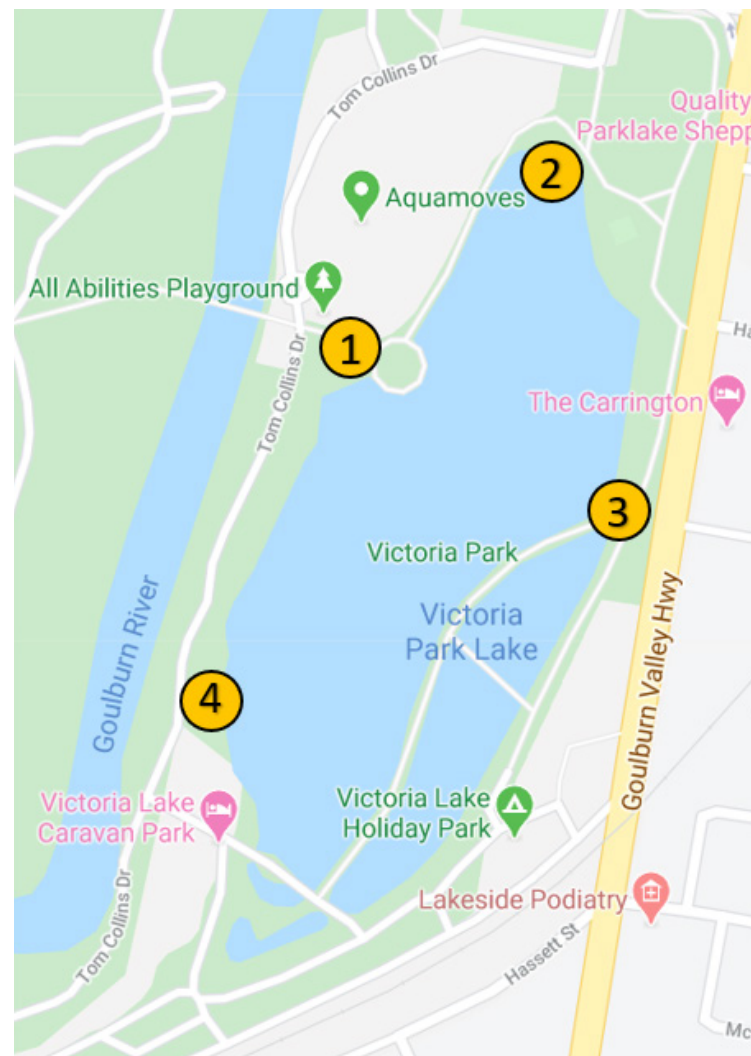 Tom Collins Dr
Quality
Parklake Shepp
2
Aquamoves
All Abilities Playground
1
Ha
Tom Collins Dr
The Carrington
3
Victoria Park
Victoria
Park Lake
Goulburn River
Goulburn Valley Hwy
4
Victoria Lake
Caravan Park
Victoria Lake
Holiday Park
Lakeside Podiatry
Tom Collins Dr
Hassett St
Mc